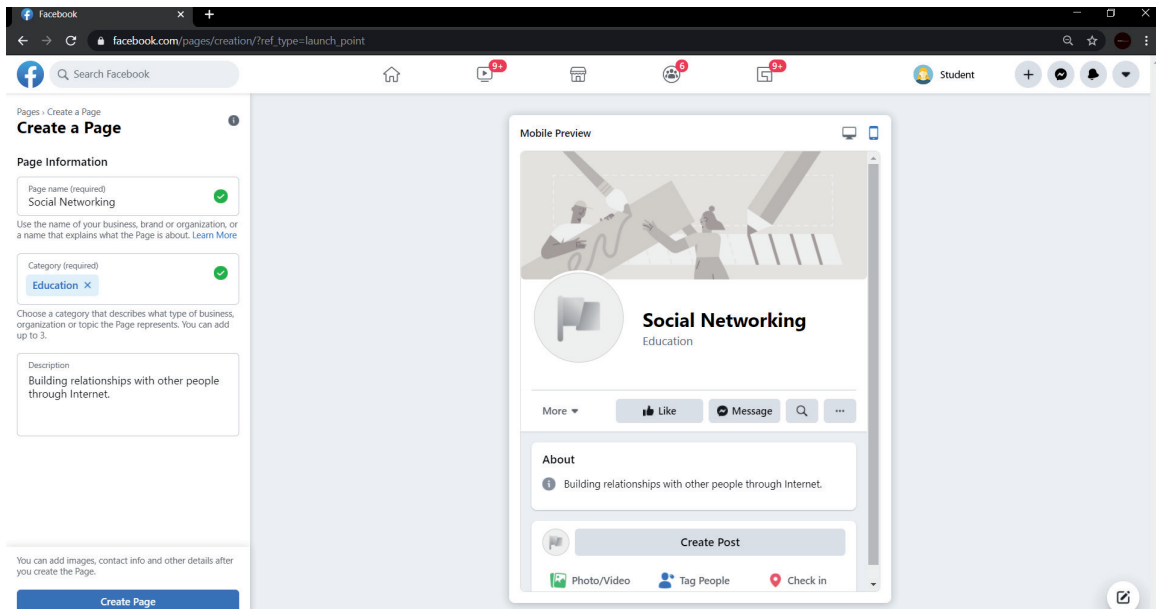 Facebook
facebook.com/pages/creation/?ref_type=launch_point
Search Facebook
9+
6
9+
Student
Pages › Create a Page
Create a Page
Page Information
Page name (required)
Social Networking
Use the name of your business, brand or organization, or
a name that explains what the Page is about. Learn More
Category (required)
Education ×
Choose a category that describes what type of business,
organization or topic the Page represents. You can add
up to 3.
Description
Building relationships with other people
through Internet.
You can add images, contact info and other details after
you create the Page.
Create Page
Mobile Preview
Social Networking
Education
More
Like
Message
About
Building relationships with other people through Internet.
Create Post
Photo/Video
Tag People
Check in